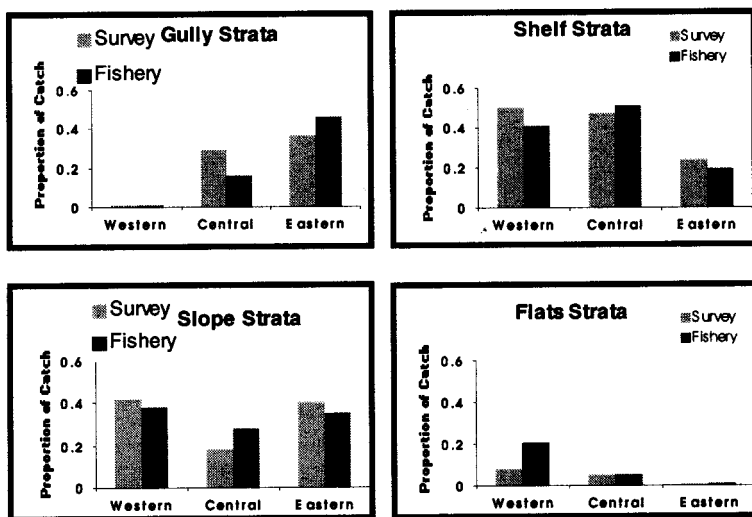 Gully Strata
Survey
Fishery
Proportion of Catch
0.6
0.4
0.2
0
Western Central Eastern
Shelf Strata
Survey
Fishery
Proportion of Catch
0.6
0.4
0.2
0
Western Central Eastern
Slope Strata
Survey
Fishery
Proportion of Catch
0.6
0.4
0.2
0
Western Central Eastern
Flats Strata
Survey
Fishery
Proportion of Catch
0.6
0.4
0.2
0
Western Central Eastern